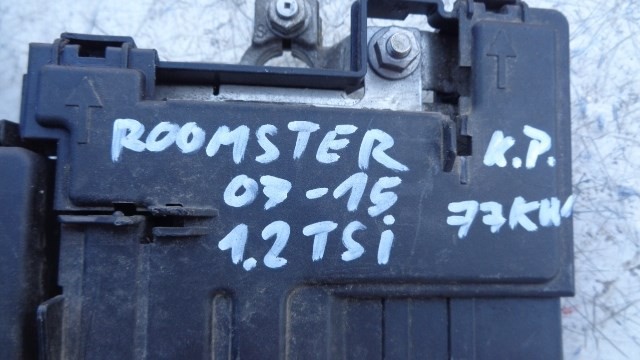 ROOMSTER
07-15
1.2 TSi
K.P.
77KW